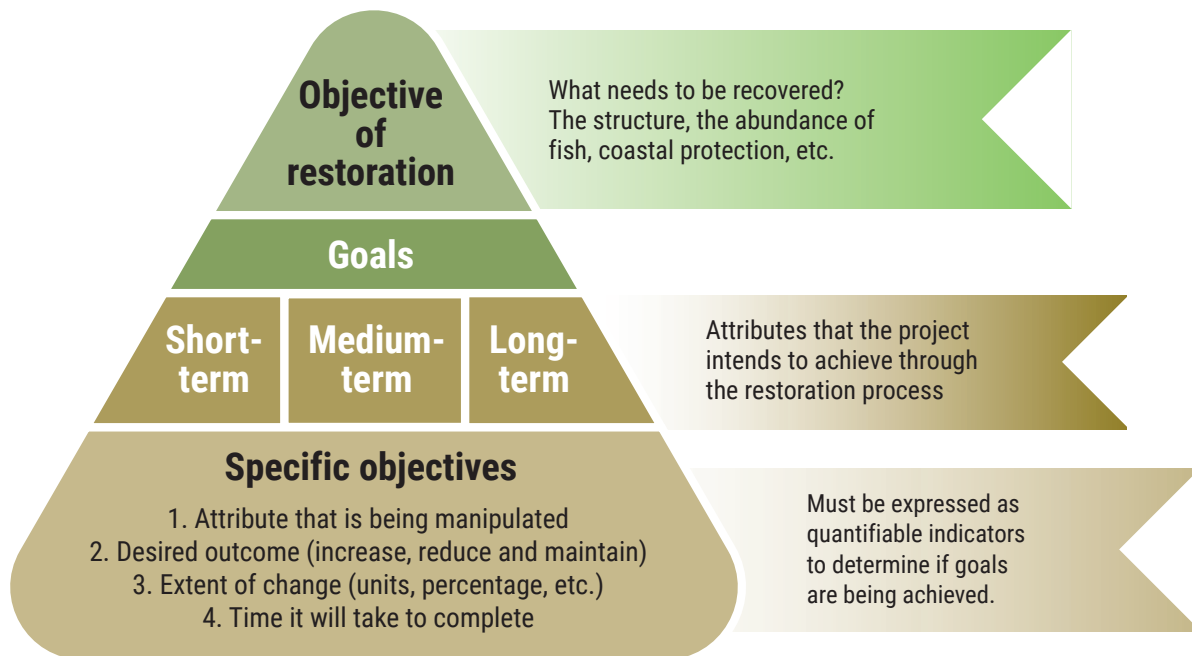 Objective
of
restoration
What needs to be recovered?
The structure, the abundance of
fish, coastal protection, etc.
Goals
Short-
term
Medium-
term
Long-
term
Attributes that the project
intends to achieve through
the restoration process
Specific objectives
1. Attribute that is being manipulated
2. Desired outcome (increase, reduce and maintain)
3. Extent of change (units, percentage, etc.)
4. Time it will take to complete
Must be expressed as
quantifiable indicators
to determine if goals
are being achieved.